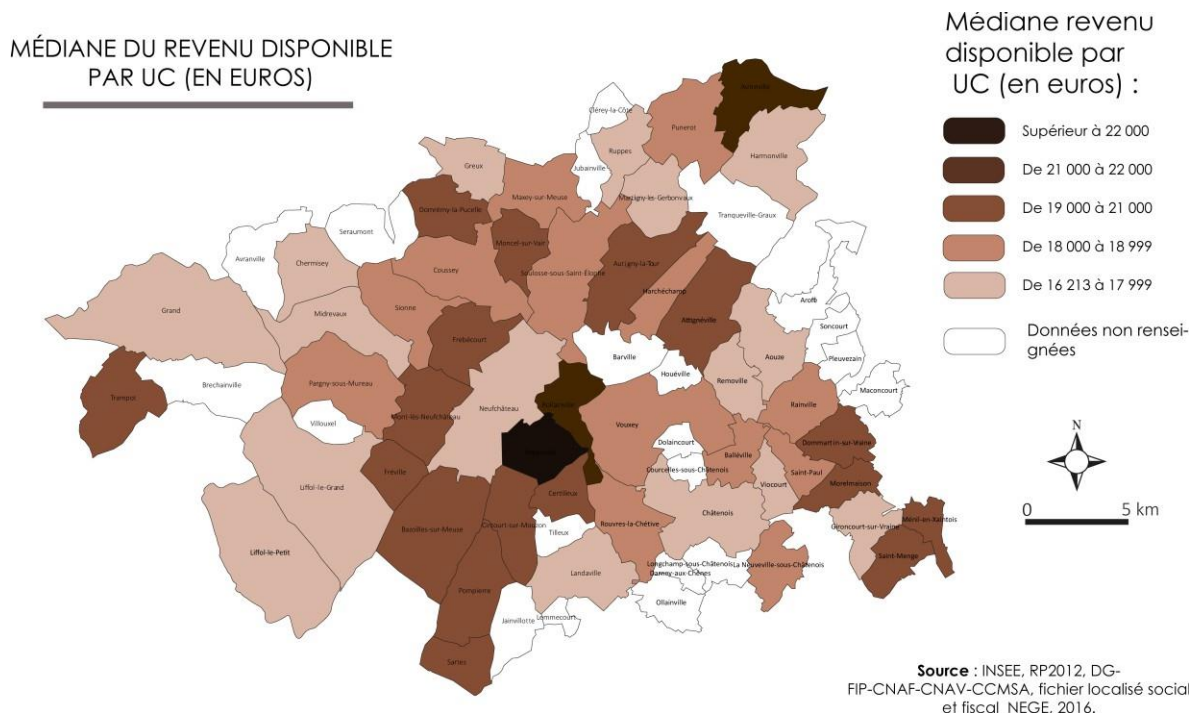 MÉDIANE DU REVENU DISPONIBLE
PAR UC (EN EUROS)
Médiane revenu
disponible par
UC (en euros) :
Supérieur à 22 000
De 21 000 à 22 000
De 19 000 à 21 000
De 18 000 à 18 999
De 16 213 à 17 999
Données non rensei-
gnées
N
0
5 km
Clérey-la-Côte
Punerot
Ruppes
Jubainville
Harmonville
Greux
Maxey-sur-Meuse
Martigny-les-Gerbonvaux
Domrémy-la-Pucelle
Tranqueville-Graux
Seraumont
Moncel-sur-Vair
Avranville
Chermisey
Coussey
Soulosse-sous-Saint-Élophe
Autigny-la-Tour
Harchéchamp
Aroffe
Grand
Midrevaux
Sionne
Attignéville
Soncourt
Frebécourt
Aouze
Pleuvezain
Barville
Houéville
Removille
Maconcourt
Brechainville
Pargny-sous-Mureau
Trampot
Neufchâteau
Rainville
Mont-lès-Neufchâteau
Villouxel
Vouxey
Dolaincourt
Dommartin-sur-Vraine
Balléville
Courcelles-sous-Châtenois
Saint-Paul
Fréville
Viocourt
Morelmaison
Liffol-le-Grand
Certilleux
Bazoilles-sur-Meuse
Circourt-sur-Mouzon
Rouvres-la-Chétive
Châtenois
Gironcourt-sur-Vraine
Ménil-en-Xaintois
Tilleux
Liffol-le-Petit
Saint-Menge
Longchamp-sous-Châtenois
La Neuveville-sous-Châtenois
Landaville
Darney-aux-Chênes
Pompierre
Ollainville
Lemmecourt
Jainvillotte
Sartes
Source : INSEE, RP2012, DG-
FIP-CNAF-CNAV-CCMSA, fichier localisé social
et fiscal NEGE, 2016.